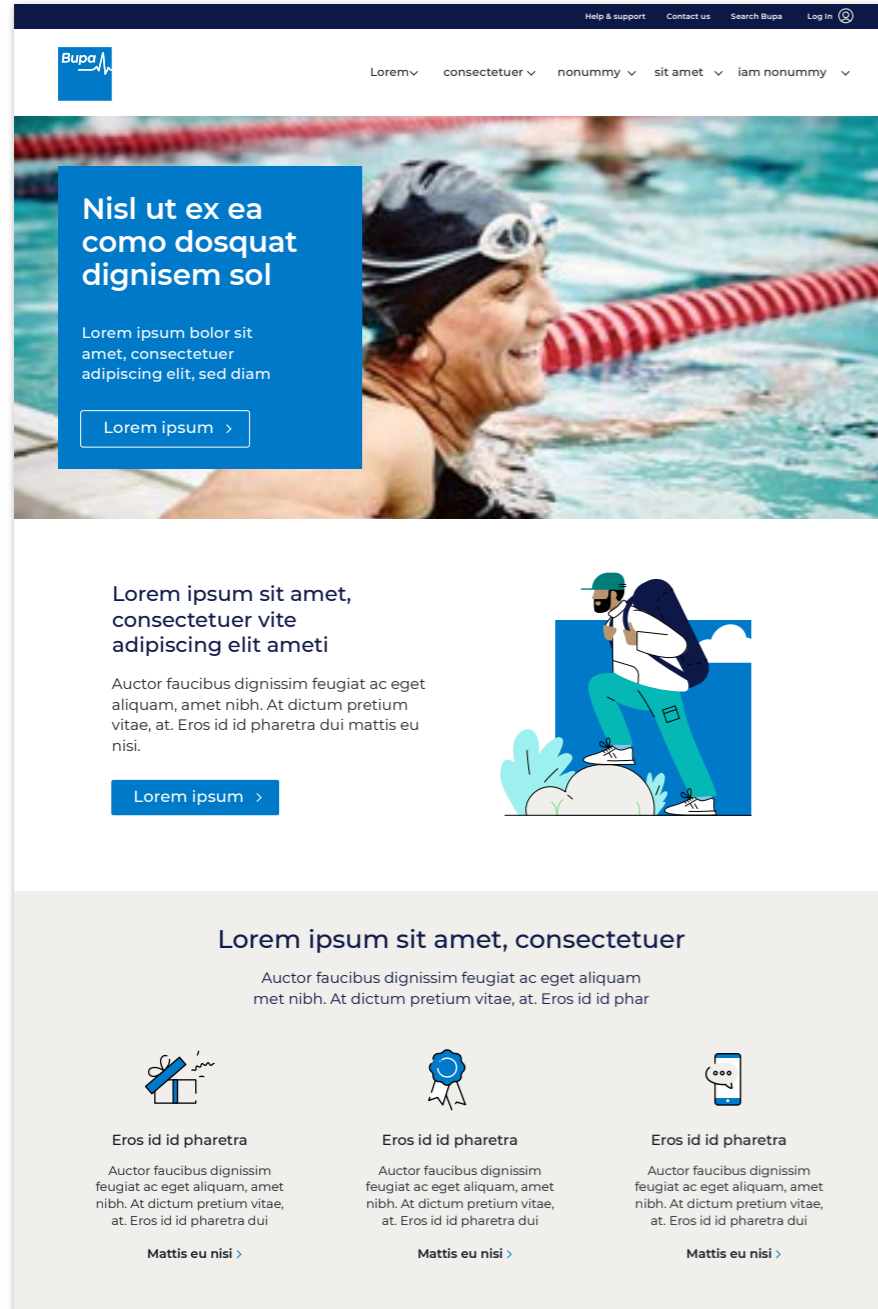 Help & support Contact us Search Bupa Log In
Bupa
Lorem consectetuer nonummy sit amet iam nonummy
Nisl ut ex ea
como dosquat
dignisem sol
Lorem ipsum bolor sit
amet, consectetuer
adipiscing elit, sed diam
Lorem ipsum
Lorem ipsum sit amet,
consectetuer vite
adipiscing elit ameti
Auctor faucibus dignissim feugiat ac eget
aliquam, amet nibh. At dictum pretium
vitae, at. Eros id id pharetra dui mattis eu
nisi.
Lorem ipsum
Lorem ipsum sit amet, consectetuer
Auctor faucibus dignissim feugiat ac eget aliquam
met nibh. At dictum pretium vitae, at. Eros id id phar
Eros id id pharetra
Auctor faucibus dignissim
feugiat ac eget aliquam, amet
nibh. At dictum pretium vitae,
at. Eros id id pharetra dui
Mattis eu nisi
Eros id id pharetra
Auctor faucibus dignissim
feugiat ac eget aliquam, amet
nibh. At dictum pretium vitae,
at. Eros id id pharetra dui
Mattis eu nisi
Eros id id pharetra
Auctor faucibus dignissim
feugiat ac eget aliquam, amet
nibh. At dictum pretium vitae,
at. Eros id id pharetra dui
Mattis eu nisi